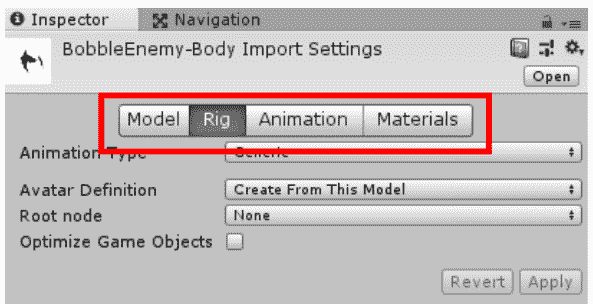 Inspector Navigation
BobbleEnemy-Body Import Settings
Open
Model Rig Animation Materials
Animation Type Generic
Avatar Definition Create From This Model
Root node None
Optimize Game Objects
Revert Apply